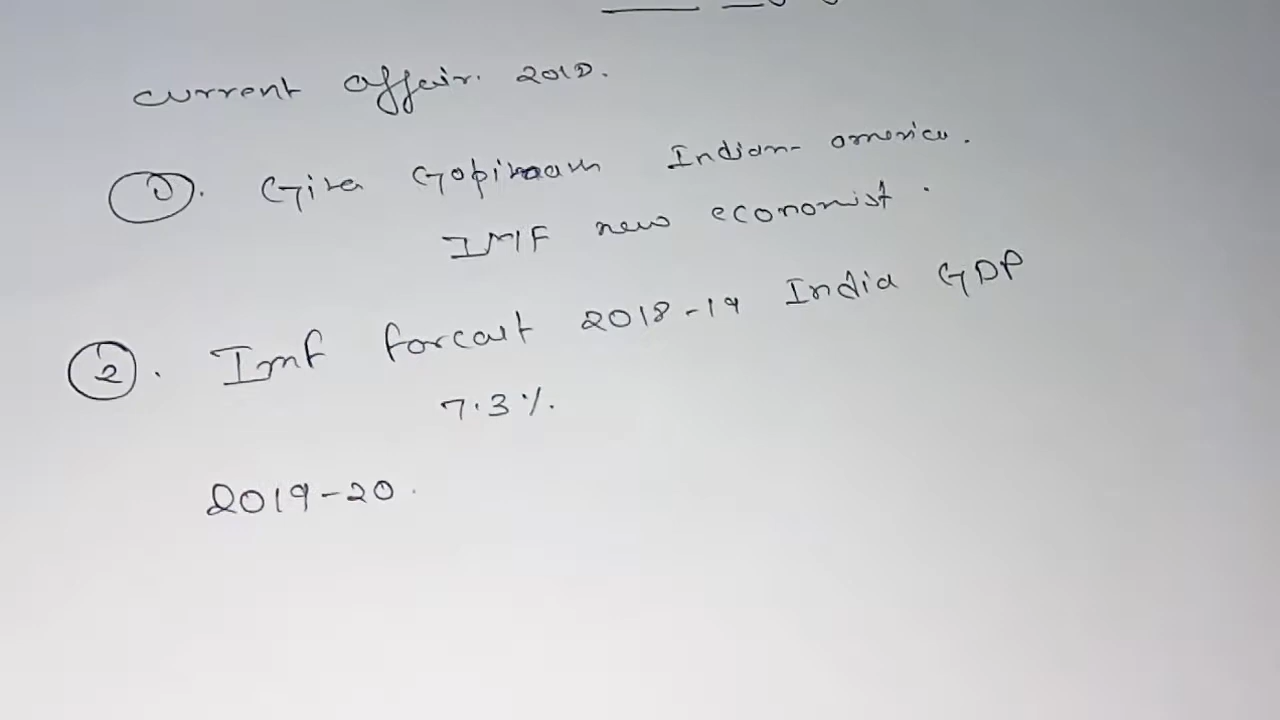 current affair. 2018.
1. Gita Gopinath Indian-america.
IMF new economist.
2. Imf forcast 2018-19 India GDP
7.3%.
2019-20.